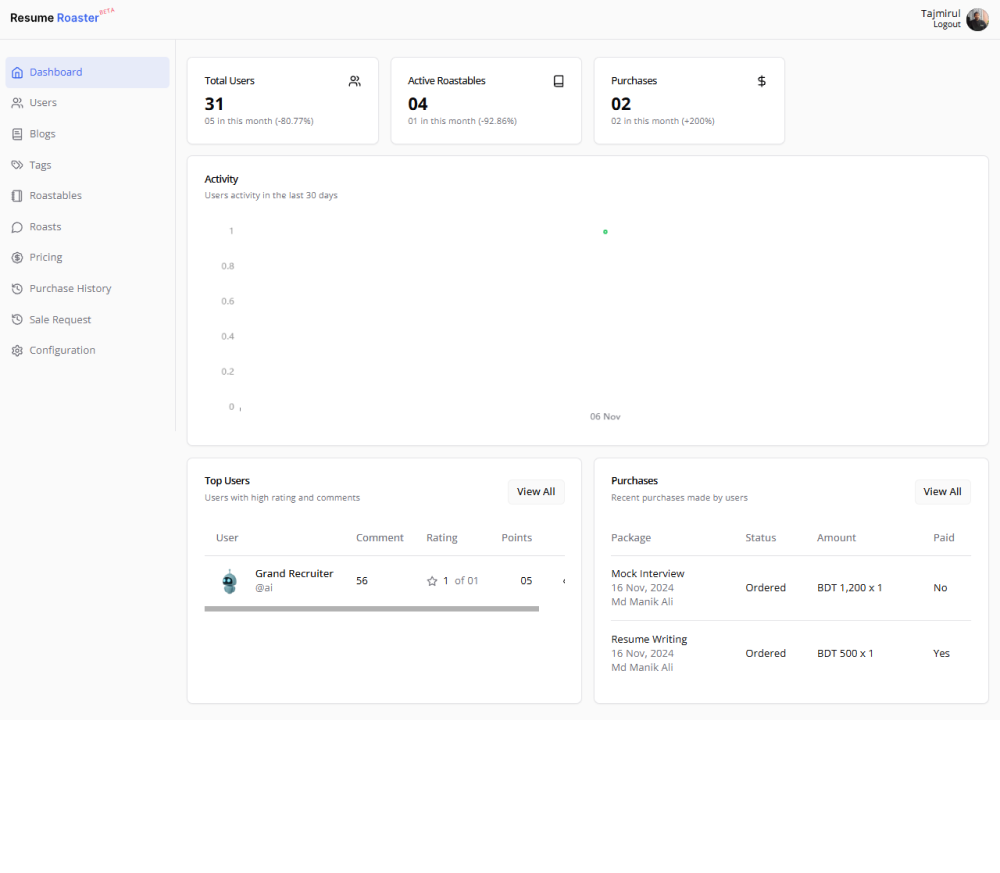 Resume Roaster BETA
Tajmirul
Logout
Dashboard
Users
Blogs
Tags
Roastables
Roasts
Pricing
Purchase History
Sale Request
Configuration
Total Users
31
05 in this month (-80.77%)
Active Roastables
04
01 in this month (-92.86%)
Purchases
02
02 in this month (+200%)
Activity
Users activity in the last 30 days
1
0.8
0.6
0.4
0.2
0
06 Nov
Top Users
Users with high rating and comments
View All
User Comment Rating Points
Grand Recruiter
@ai
56 1 of 01 05
Purchases
Recent purchases made by users
View All
Package Status Amount Paid
Mock Interview
16 Nov, 2024
Md Manik Ali
Ordered BDT 1,200 x 1 No
Resume Writing
16 Nov, 2024
Md Manik Ali
Ordered BDT 500 x 1 Yes